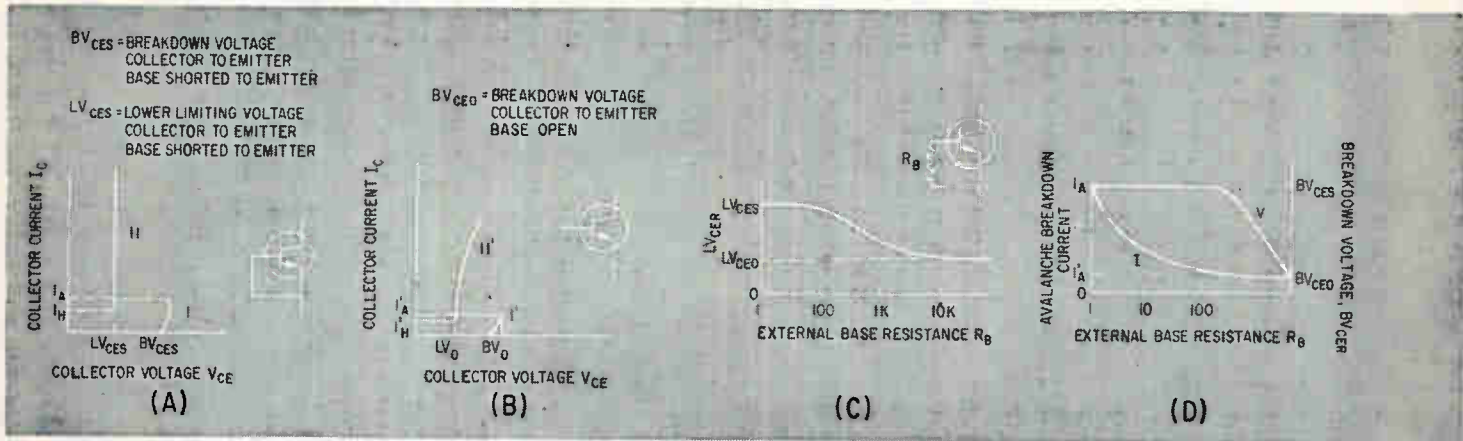 BV_CES = BREAKDOWN VOLTAGE
COLLECTOR TO EMITTER
BASE SHORTED TO EMITTER
LV_CES = LOWER LIMITING VOLTAGE
COLLECTOR TO EMITTER
BASE SHORTED TO EMITTER
COLLECTOR CURRENT I_C
II
I_A
I_H
I
LV_CES BV_CES
COLLECTOR VOLTAGE V_CE
(A)
BV_CEO = BREAKDOWN VOLTAGE
COLLECTOR TO EMITTER
BASE OPEN
COLLECTOR CURRENT I_C
II'
I'_A
I'_H
I'
LV_O BV_O
COLLECTOR VOLTAGE V_CE
(B)
R_B
LV_CER
LV_CES
LV_CEO
0
1 100 1K 10K
EXTERNAL BASE RESISTANCE R_B
(C)
AVALANCHE BREAKDOWN
CURRENT
I_A
I'_A
0
V
I
BV_CES
BV_CEO
BREAKDOWN VOLTAGE, BV_CER
1 10 100
EXTERNAL BASE RESISTANCE R_B
(D)